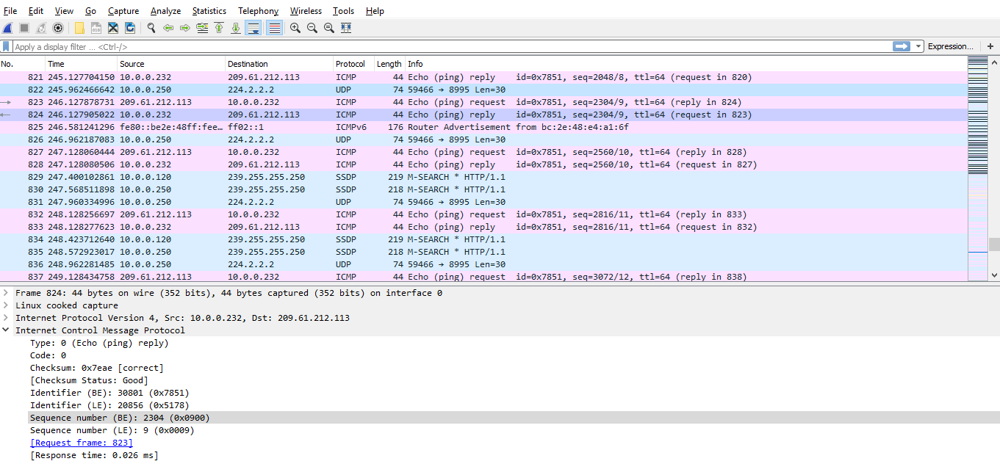 File Edit View Go Capture Analyze Statistics Telephony Wireless Tools Help
Apply a display filter ... <Ctrl-/> Expression... +
No. Time Source Destination Protocol Length Info
821 245.127704150 10.0.0.232 209.61.212.113 ICMP 44 Echo (ping) reply id=0x7851, seq=2048/8, ttl=64 (request in 820)
822 245.962466642 10.0.0.250 224.2.2.2 UDP 74 59466 → 8995 Len=30
823 246.127878731 209.61.212.113 10.0.0.232 ICMP 44 Echo (ping) request id=0x7851, seq=2304/9, ttl=64 (reply in 824)
824 246.127905022 10.0.0.232 209.61.212.113 ICMP 44 Echo (ping) reply id=0x7851, seq=2304/9, ttl=64 (request in 823)
825 246.581241296 fe80::be2e:48ff:fee… ff02::1 ICMPv6 176 Router Advertisement from bc:2e:48:e4:a1:6f
826 246.962187083 10.0.0.250 224.2.2.2 UDP 74 59466 → 8995 Len=30
827 247.128060444 209.61.212.113 10.0.0.232 ICMP 44 Echo (ping) request id=0x7851, seq=2560/10, ttl=64 (reply in 828)
828 247.128080506 10.0.0.232 209.61.212.113 ICMP 44 Echo (ping) reply id=0x7851, seq=2560/10, ttl=64 (request in 827)
829 247.400102861 10.0.0.120 239.255.255.250 SSDP 219 M-SEARCH * HTTP/1.1
830 247.568511898 10.0.0.250 239.255.255.250 SSDP 218 M-SEARCH * HTTP/1.1
831 247.960334996 10.0.0.250 224.2.2.2 UDP 74 59466 → 8995 Len=30
832 248.128256697 209.61.212.113 10.0.0.232 ICMP 44 Echo (ping) request id=0x7851, seq=2816/11, ttl=64 (reply in 833)
833 248.128277623 10.0.0.232 209.61.212.113 ICMP 44 Echo (ping) reply id=0x7851, seq=2816/11, ttl=64 (request in 832)
834 248.423712640 10.0.0.120 239.255.255.250 SSDP 219 M-SEARCH * HTTP/1.1
835 248.572923017 10.0.0.250 239.255.255.250 SSDP 218 M-SEARCH * HTTP/1.1
836 248.962281485 10.0.0.250 224.2.2.2 UDP 74 59466 → 8995 Len=30
837 249.128434758 209.61.212.113 10.0.0.232 ICMP 44 Echo (ping) request id=0x7851, seq=3072/12, ttl=64 (reply in 838)
Frame 824: 44 bytes on wire (352 bits), 44 bytes captured (352 bits) on interface 0
Linux cooked capture
Internet Protocol Version 4, Src: 10.0.0.232, Dst: 209.61.212.113
Internet Control Message Protocol
Type: 0 (Echo (ping) reply)
Code: 0
Checksum: 0x7eae [correct]
[Checksum Status: Good]
Identifier (BE): 30801 (0x7851)
Identifier (LE): 20856 (0x5178)
Sequence number (BE): 2304 (0x0900)
Sequence number (LE): 9 (0x0009)
[Request frame: 823]
[Response time: 0.026 ms]